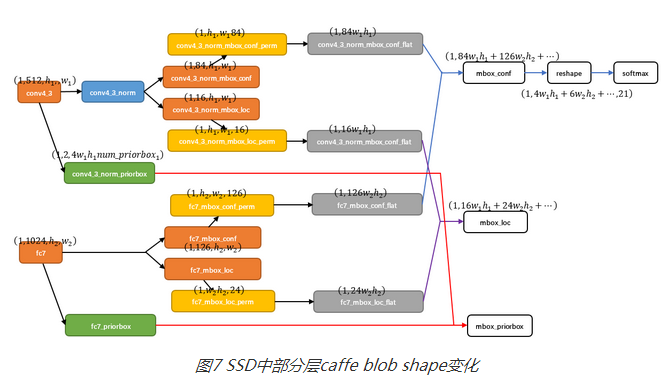 (1,h₁,w₁84)
(1,84w₁h₁)
conv4_3_norm_mbox_conf_perm
conv4_3_norm_mbox_conf_flat
(1,84w₁h₁ + 126w₂h₂ + ⋯)
(1,84,h₁,w₁)
mbox_conf
reshape
softmax
(1,512,h₁,w₁)
conv4_3_norm_mbox_conf
conv4_3
conv4_3_norm
(1,16,h₁,w₁)
(1,4w₁h₁ + 6w₂h₂ + ⋯,21)
conv4_3_norm_mbox_loc
(1,h₁,w₁,16)
(1,16w₁h₁)
conv4_3_norm_mbox_loc_perm
conv4_3_norm_mbox_conf_flat
(1,2,4w₁h₁num_priorbox₁)
conv4_3_norm_priorbox
(1,h₂,w₂,126)
(1,126w₂h₂)
fc7_mbox_conf_perm
fc7_mbox_conf_flat
(1,16w₁h₁ + 24w₂h₂ + ⋯)
mbox_loc
(1,1024,h₂,w₂)
fc7_mbox_conf
fc7
(1,126,h₂,w₂)
fc7_mbox_loc
(1,w₂h₂,24)
(1,24w₂h₂)
fc7_mbox_loc_perm
fc7_mbox_loc_flat
fc7_priorbox
mbox_priorbox
图7 SSD中部分层caffe blob shape变化